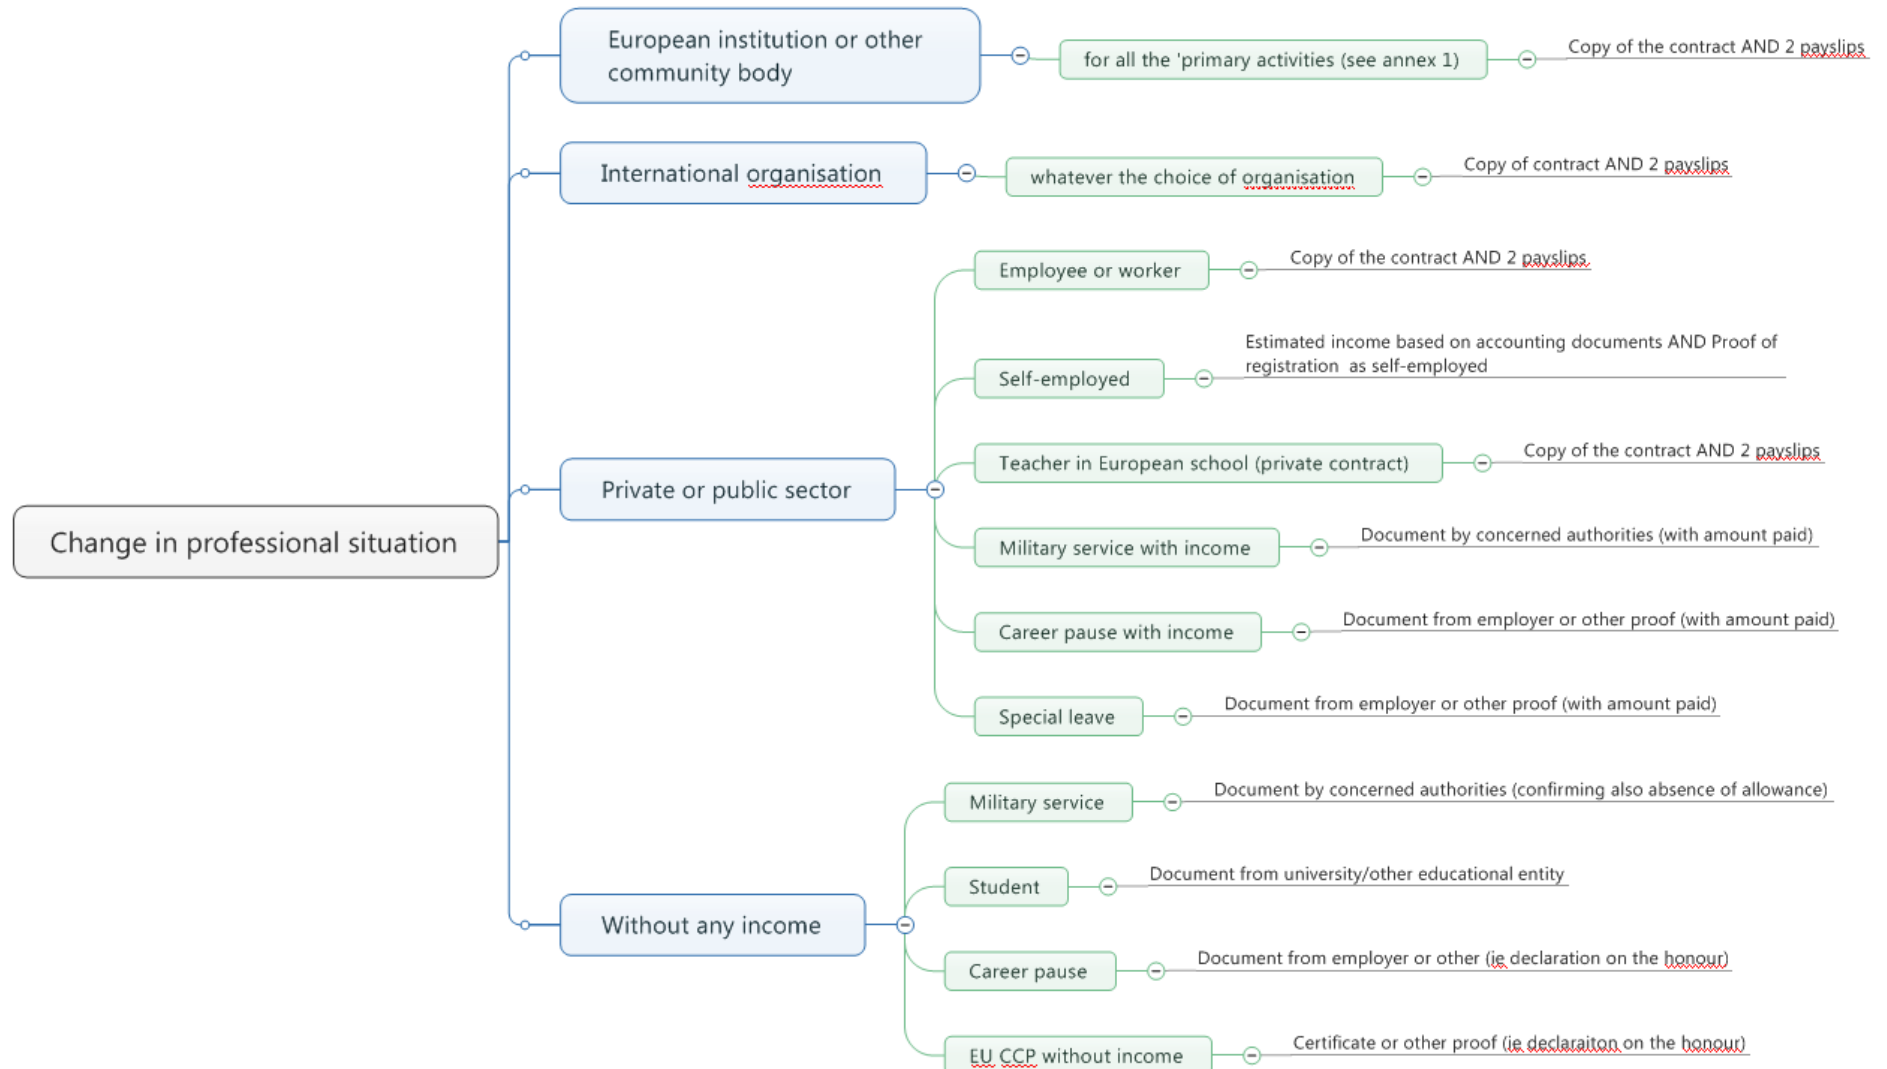 European institution or other
community body
for all the 'primary activities (see annex 1)
Copy of the contract AND 2 payslips
International organisation
whatever the choice of organisation
Copy of contract AND 2 payslips
Employee or worker
Copy of the contract AND 2 payslips
Self-employed
Estimated income based on accounting documents AND Proof of
registration  as self-employed
Private or public sector
Teacher in European school (private contract)
Copy of the contract AND 2 payslips
Change in professional situation
Military service with income
Document by concerned authorities (with amount paid)
Career pause with income
Document from employer or other proof (with amount paid)
Special leave
Document from employer or other proof (with amount paid)
Military service
Document by concerned authorities (confirming also absence of allowance)
Student
Document from university/other educational entity
Without any income
Career pause
Document from employer or other (ie declaration on the honour)
EU CCP without income
Certificate or other proof (ie declaraiton on the honour)